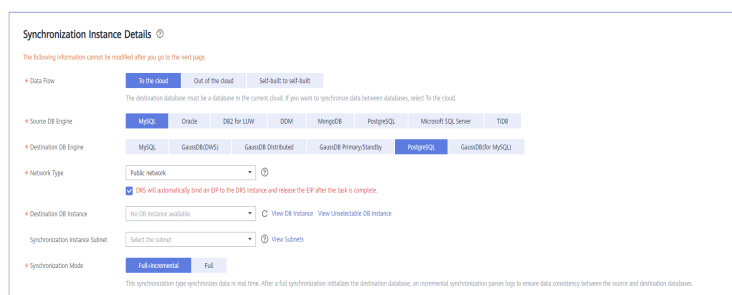 Synchronization Instance Details ?
The following information cannot be modified after you go to the next page.
* Data Flow To the cloud Out of the cloud Self-built to self-built
The destination database must be a database in the current cloud. If you want to synchronize data between databases, select To the cloud.
* Source DB Engine MySQL Oracle DB2 for LUW DDM MongoDB PostgreSQL Microsoft SQL Server TiDB
* Destination DB Engine MySQL GaussDB(DWS) GaussDB Distributed GaussDB Primary/Standby PostgreSQL GaussDB(for MySQL)
* Network Type Public network ?
DRS will automatically bind an EIP to the DRS instance and release the EIP after the task is complete.
* Destination DB Instance No DB instance available. View DB Instance View Unselectable DB Instance
Synchronization Instance Subnet Select the subnet ? View Subnets
* Synchronization Mode Full+Incremental Full
This synchronization type synchronizes data in real time. After a full synchronization initializes the destination database, an incremental synchronization parses logs to ensure data consistency between the source and destination databases.